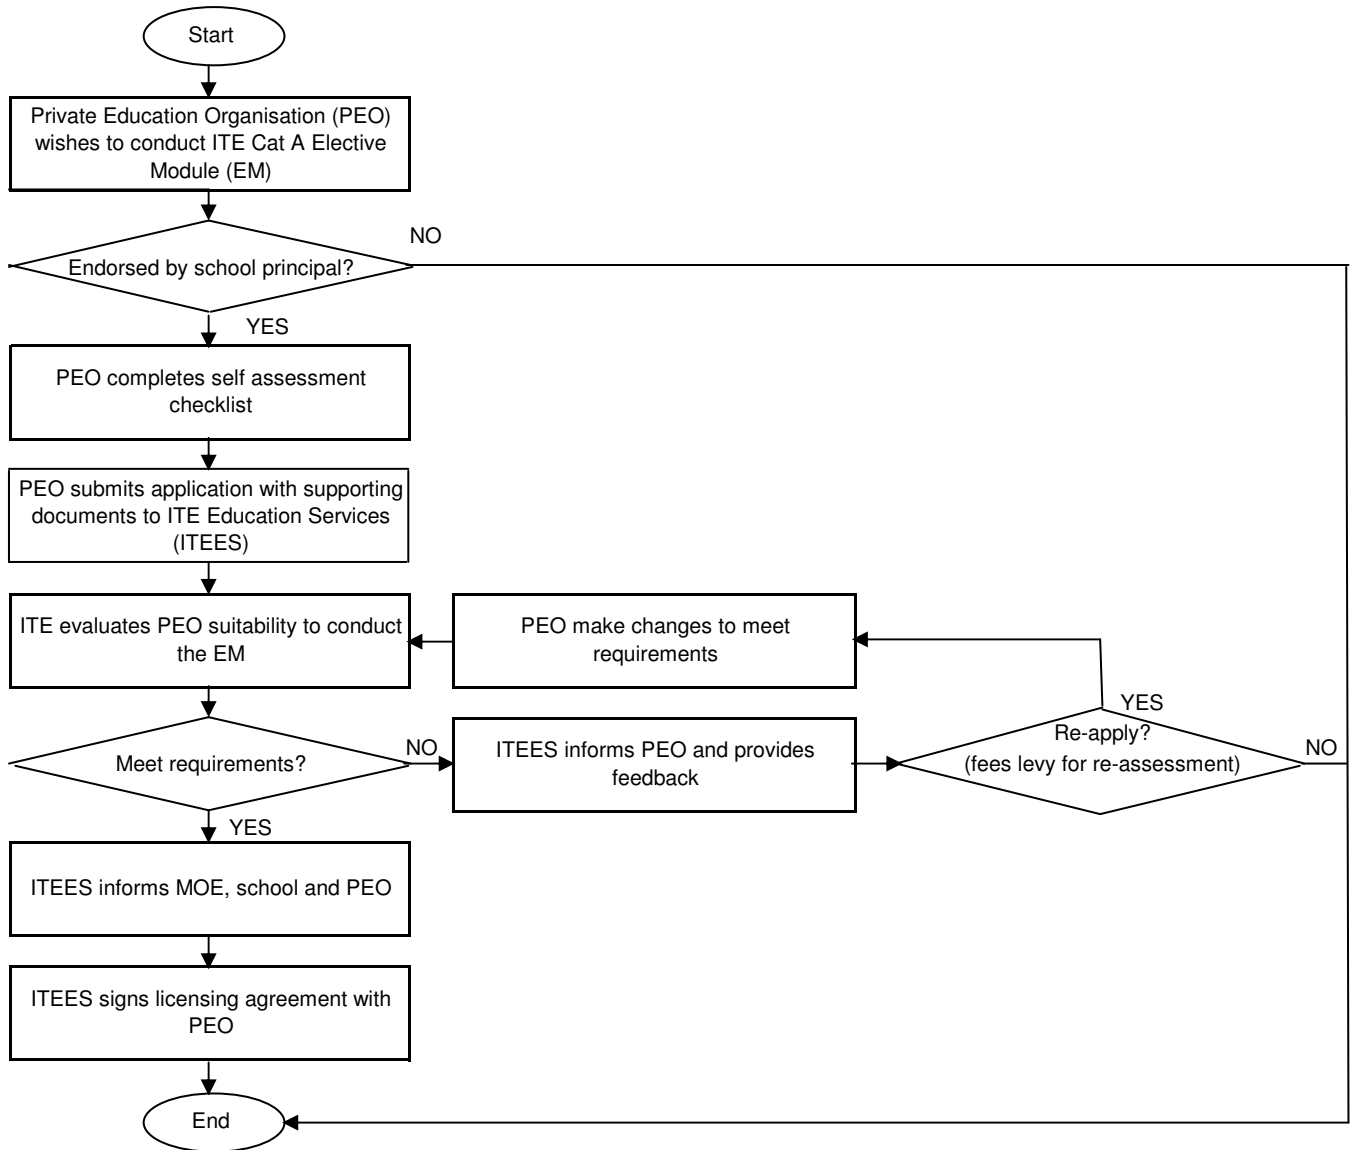 Start
Private Education Organisation (PEO)
wishes to conduct ITE Cat A Elective
Module (EM)
NO
Endorsed by school principal?
YES
PEO completes self assessment
checklist
PEO submits application with supporting
documents to ITE Education Services
(ITEES)
ITE evaluates PEO suitability to conduct
the EM
PEO make changes to meet
requirements
YES
Meet requirements?
NO
ITEES informs PEO and provides
feedback
Re-apply?
(fees levy for re-assessment)
NO
YES
ITEES informs MOE, school and PEO
ITEES signs licensing agreement with
PEO
End